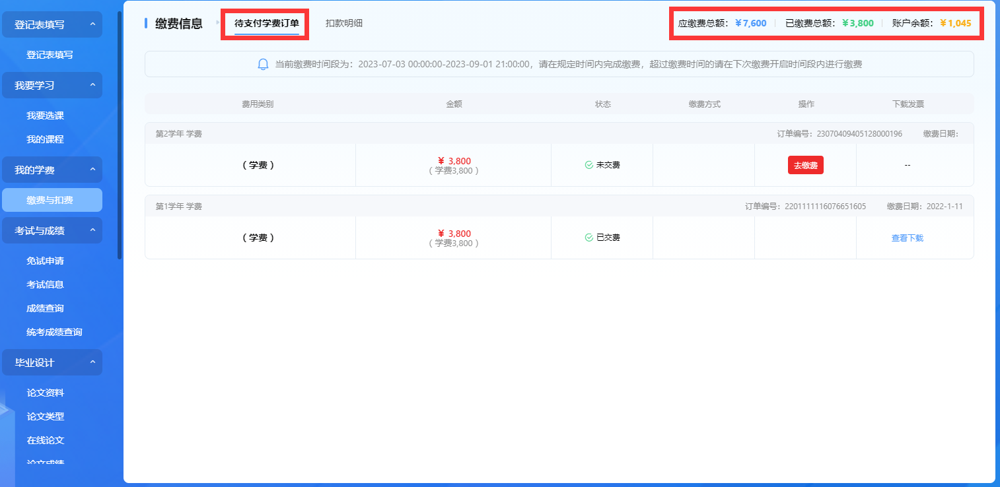 登记表填写
登记表填写
我要学习
我要选课
我的课程
我的学费
缴费与扣费
考试与成绩
免试申请
考试信息
成绩查询
统考成绩查询
毕业设计
论文资料
论文类型
在线论文
论文成绩
缴费信息 待支付学费订单 扣款明细 应缴费总额：¥7,600 已缴费总额：¥3,800 账户余额：¥1,045
当前缴费时间段为：2023-07-03 00:00:00-2023-09-01 21:00:00，请在规定时间内完成缴费，超过缴费时间的请在下次缴费开启时间段内进行缴费
费用类别 金额 状态 缴费方式 操作 下载发票
第2学年 学费 订单编号：23070409405128000196 缴费日期：
（ 学费 ） ¥ 3,800 未交费 去缴费 --
（ 学费3,800 ）
第1学年 学费 订单编号：2201111116076651605 缴费日期：2022-1-11
（ 学费 ） ¥ 3,800 已交费 查看下载
（ 学费3,800 ）